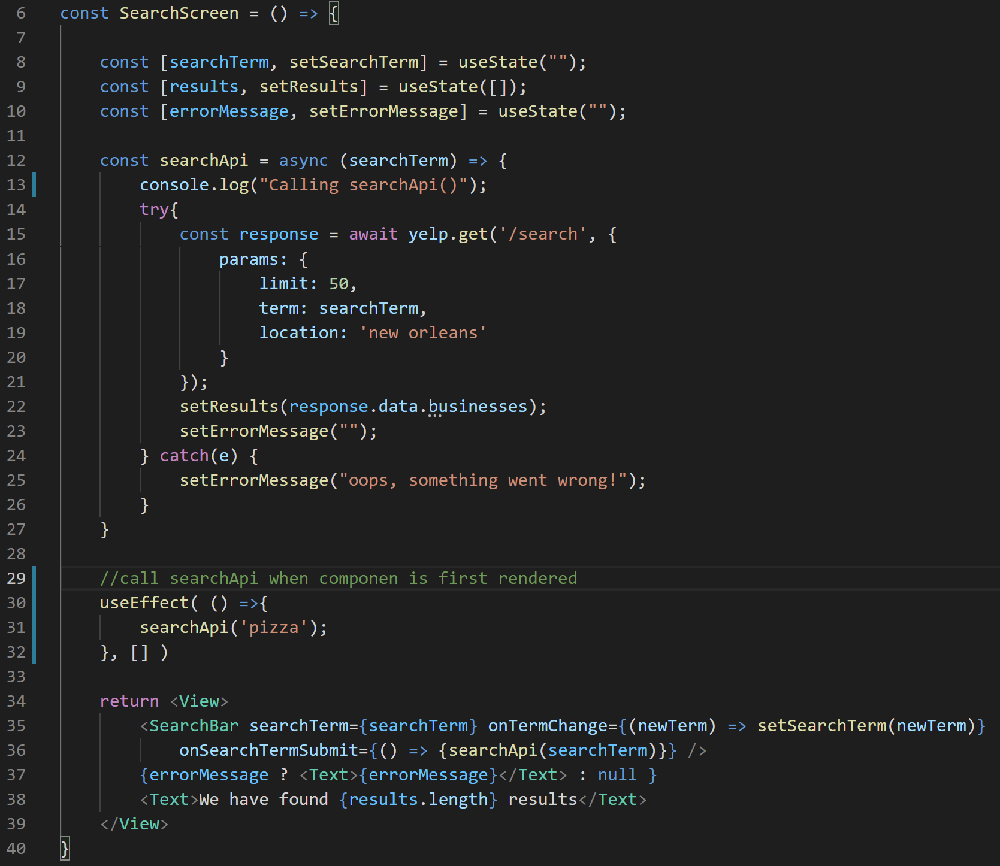 6 const SearchScreen = () => {
7
8 const [searchTerm, setSearchTerm] = useState("");
9 const [results, setResults] = useState([]);
10 const [errorMessage, setErrorMessage] = useState("");
11
12 const searchApi = async (searchTerm) => {
13 console.log("Calling searchApi()");
14 try{
15 const response = await yelp.get('/search', {
16 params: {
17 limit: 50,
18 term: searchTerm,
19 location: 'new orleans'
20 }
21 });
22 setResults(response.data.businesses);
23 setErrorMessage("");
24 } catch(e) {
25 setErrorMessage("oops, something went wrong!");
26 }
27 }
28
29 //call searchApi when componen is first rendered
30 useEffect( () =>{
31 searchApi('pizza');
32 }, [] )
33
34 return <View>
35 <SearchBar searchTerm={searchTerm} onTermChange={(newTerm) => setSearchTerm(newTerm)}
36 onSearchTermSubmit={() => {searchApi(searchTerm)}} />
37 {errorMessage ? <Text>{errorMessage}</Text> : null }
38 <Text>We have found {results.length} results</Text>
39 </View>
40 }